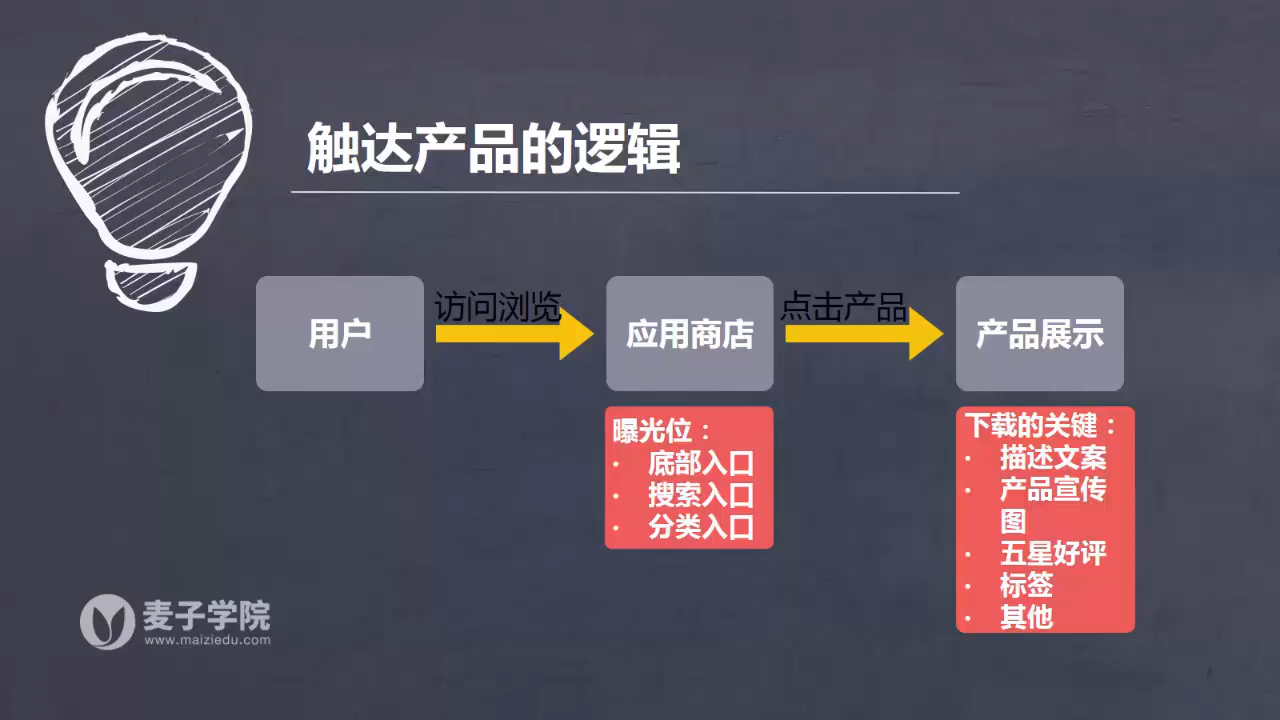 触达产品的逻辑
用户
访问浏览
应用商店
点击产品
产品展示
曝光位：
· 底部入口
· 搜索入口
· 分类入口
下载的关键：
· 描述文案
· 产品宣传
图
· 五星好评
· 标签
· 其他
麦子学院
www.maiziedu.com